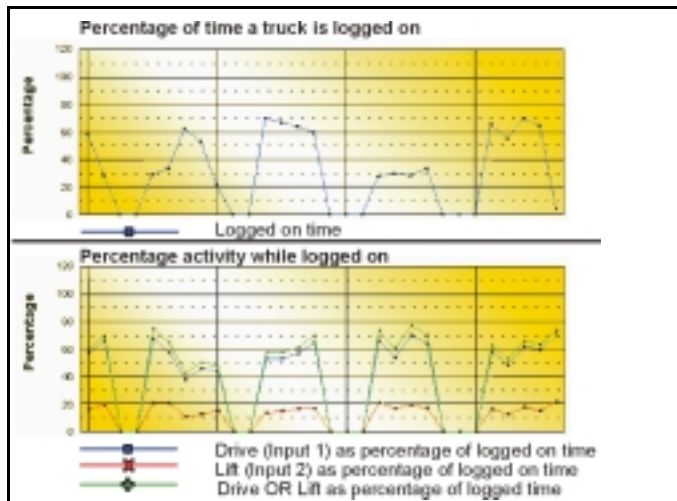 Percentage of time a truck is logged on
120
100
80
60
40
20
0
Percentage
Logged on time
Percentage activity while logged on
120
100
80
60
40
20
0
Percentage
Drive (Input 1) as percentage of logged on time
Lift (Input 2) as percentage of logged on time
Drive OR Lift as percentage of logged time